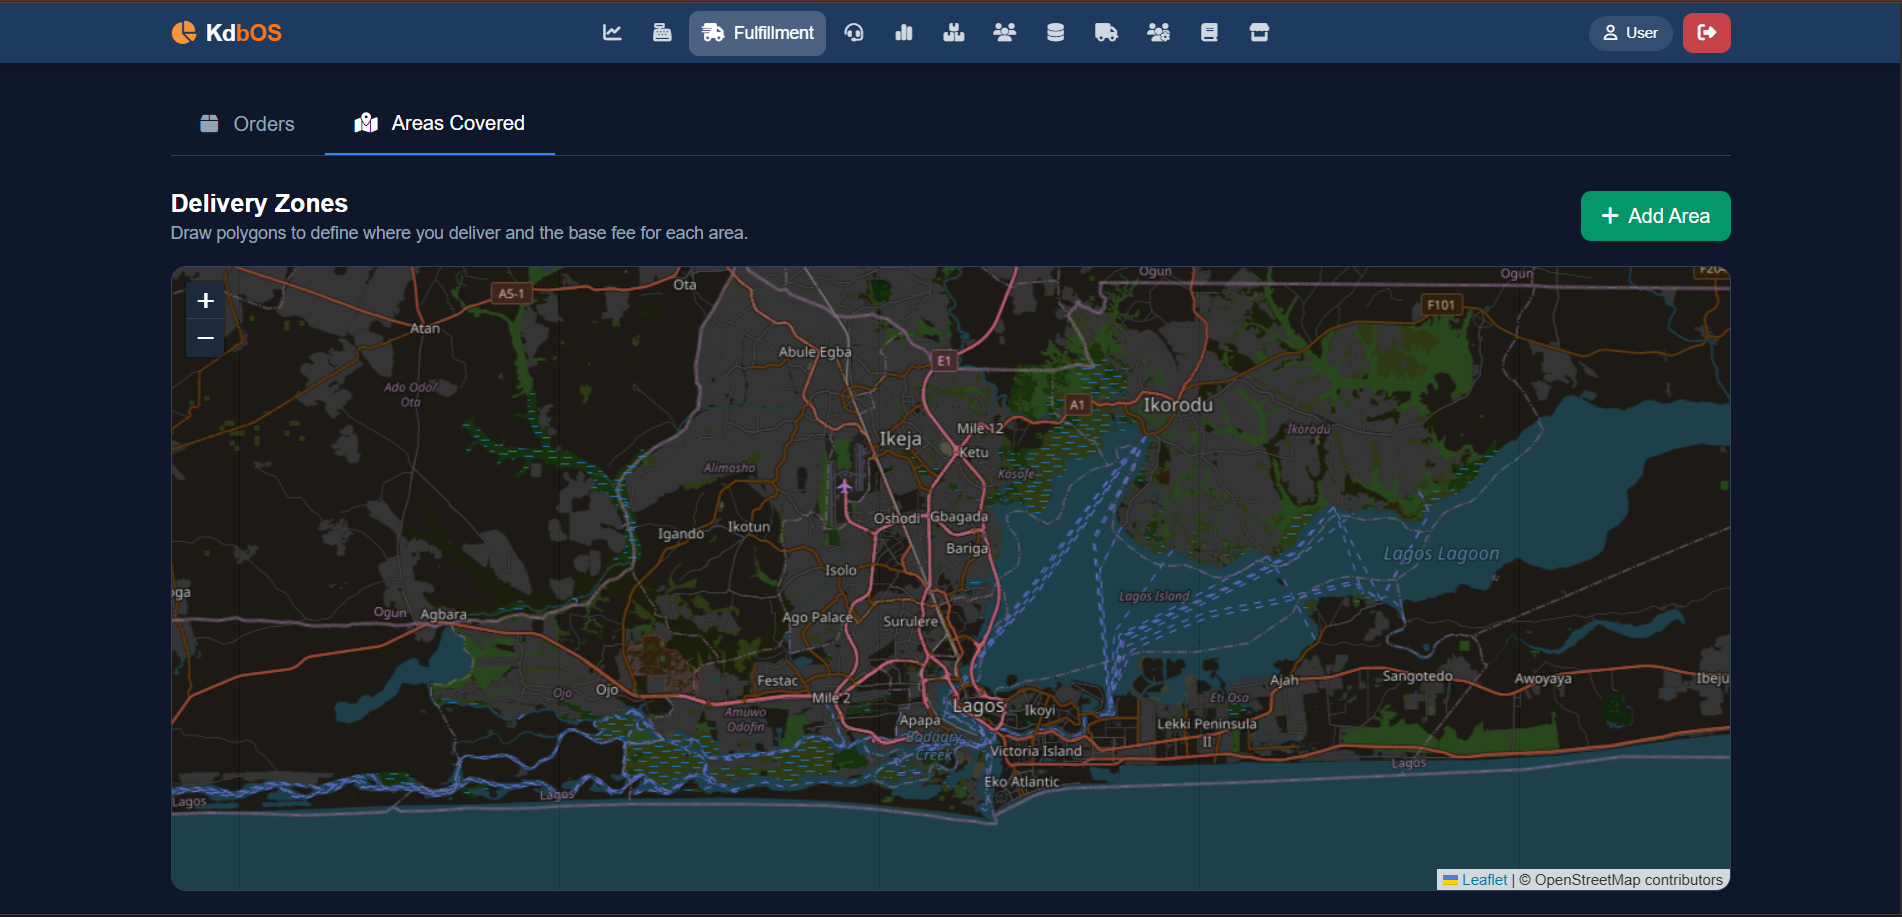 KdbOS
Fulfillment
User
Orders
Areas Covered
Delivery Zones
Draw polygons to define where you deliver and the base fee for each area.
+ Add Area
+
−
Ota
Ogun
Ogun
A5-1
F101
Atan
Abule Egba
E1
Ado Odo/
Ota
A1
Ikorodu
Ikorodu
Mile 12
Ikeja
Ketu
Alimosho
Kosofe
Oshodi
Gbagada
Igando
Ikotun
Bariga
Lagos Lagoon
Isolo
Lagos Island
Ogun
Agbara
Ago Palace
Surulere
Festac
Ojo
Ojo
Mile 2
Ajah
Sangotedo
Awoyaya
Ibeju
Eti Osa
Amuwo
Odofin
Apapa
Lagos
Ikoyi
Lekki Peninsula
II
Badagry
Creek
Victoria Island
Eko Atlantic
Lagos
Lagos
Lagos
Leaflet | © OpenStreetMap contributors